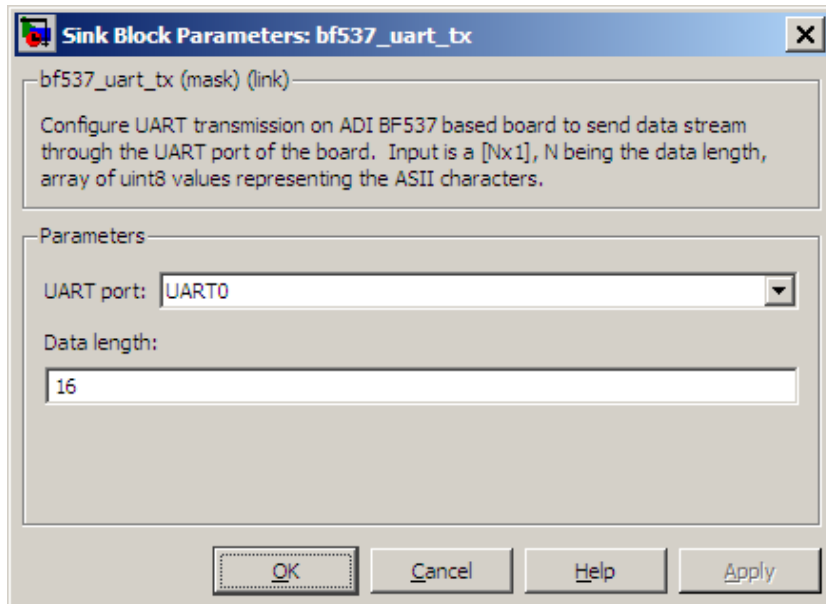 Sink Block Parameters: bf537_uart_tx
bf537_uart_tx (mask) (link)
Configure UART transmission on ADI BF537 based board to send data stream
through the UART port of the board. Input is a [Nx1], N being the data length,
array of uint8 values representing the ASII characters.
Parameters
UART port: UART0
Data length:
16
OK Cancel Help Apply